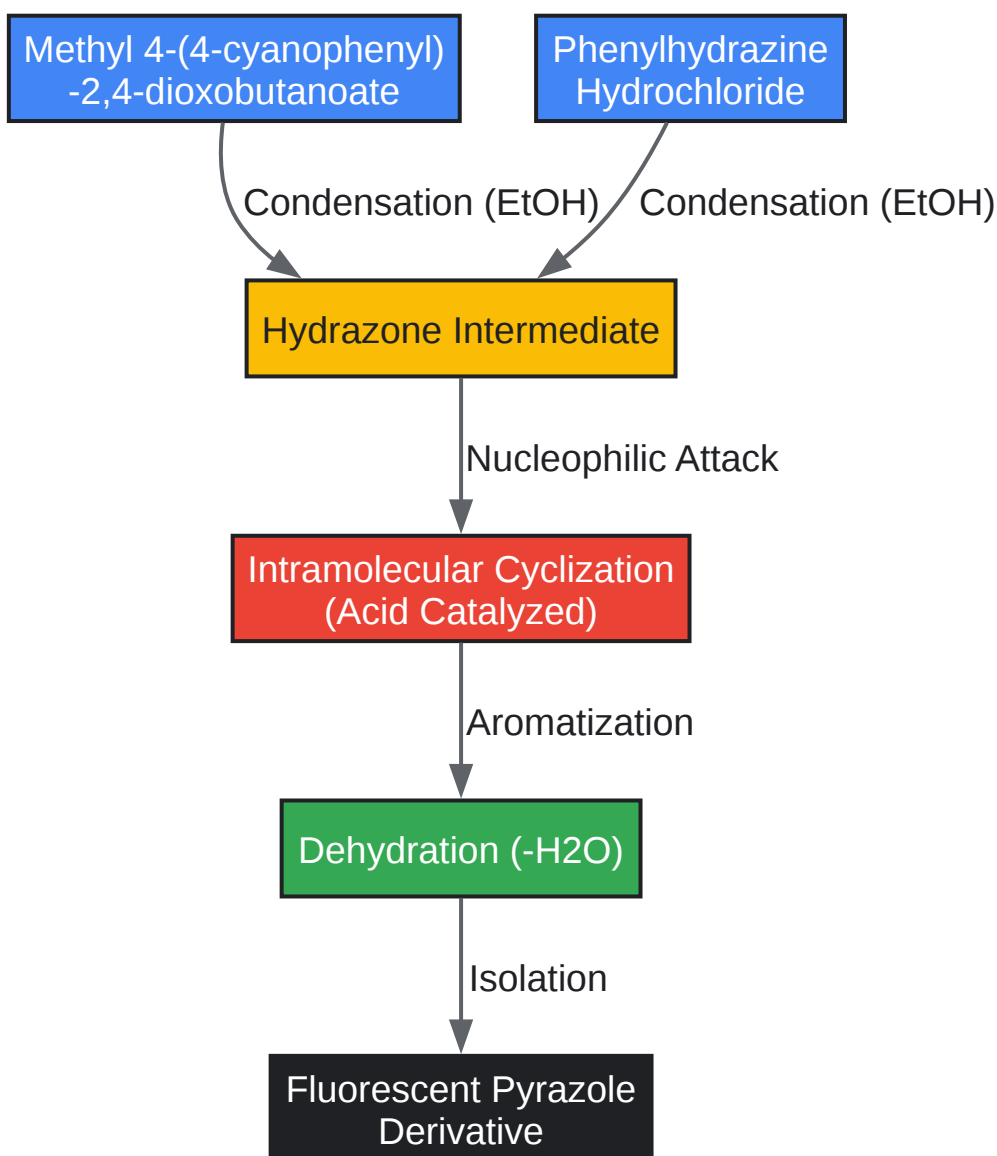 Methyl 4-(4-cyanophenyl)
-2,4-dioxobutanoate
Phenylhydrazine
Hydrochloride
Condensation (EtOH)
Condensation (EtOH)
Hydrazone Intermediate
Nucleophilic Attack
Intramolecular Cyclization
(Acid Catalyzed)
Aromatization
Dehydration (-H2O)
Isolation
Fluorescent Pyrazole
Derivative